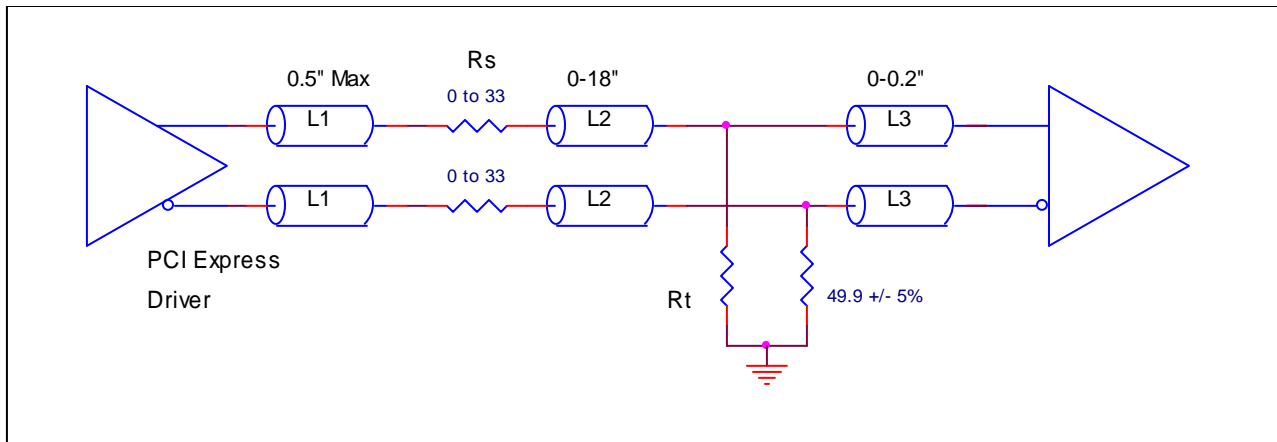 Rs
0.5" Max
0-18"
0-0.2"
0 to 33
L1
L2
L3
0 to 33
L1
L2
L3
PCI Express
Driver
Rt
49.9 +/- 5%